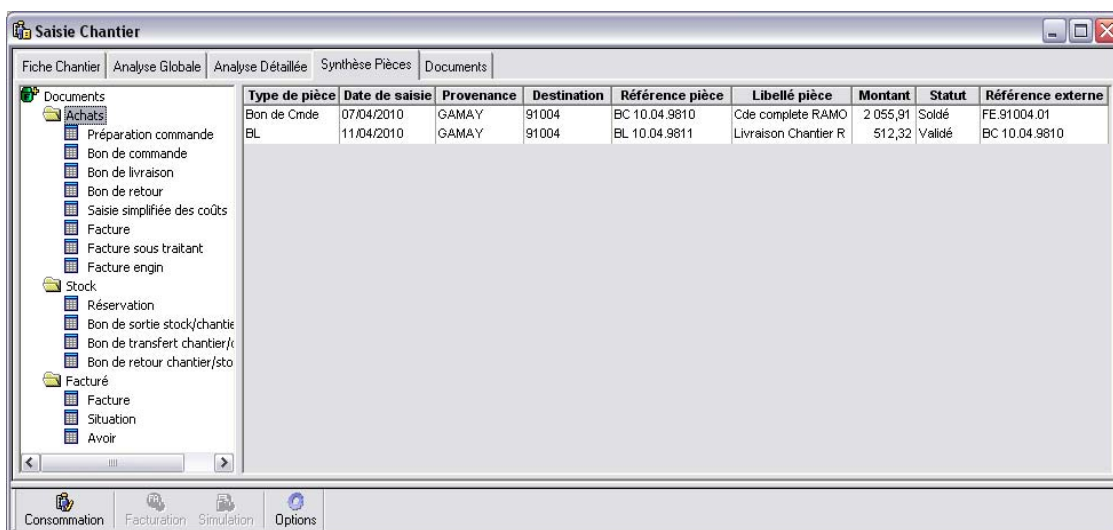 Saisie Chantier
Fiche Chantier Analyse Globale Analyse Détaillée Synthèse Pièces Documents
Documents
Achats
Préparation commande
Bon de commande
Bon de livraison
Bon de retour
Saisie simplifiée des coûts
Facture
Facture sous traitant
Facture engin
Stock
Réservation
Bon de sortie stock/chantie
Bon de transfert chantier/c
Bon de retour chantier/sto
Facturé
Facture
Situation
Avoir
Type de pièce Date de saisie Provenance Destination Référence pièce Libellé pièce Montant Statut Référence externe
Bon de Cmde 07/04/2010 GAMAY 91004 BC 10.04.9810 Cde complete RAMO 2 055,91 Soldé FE.91004.01
BL 11/04/2010 GAMAY 91004 BL 10.04.9811 Livraison Chantier R 512,32 Validé BC 10.04.9810
Consommation Facturation Simulation Options